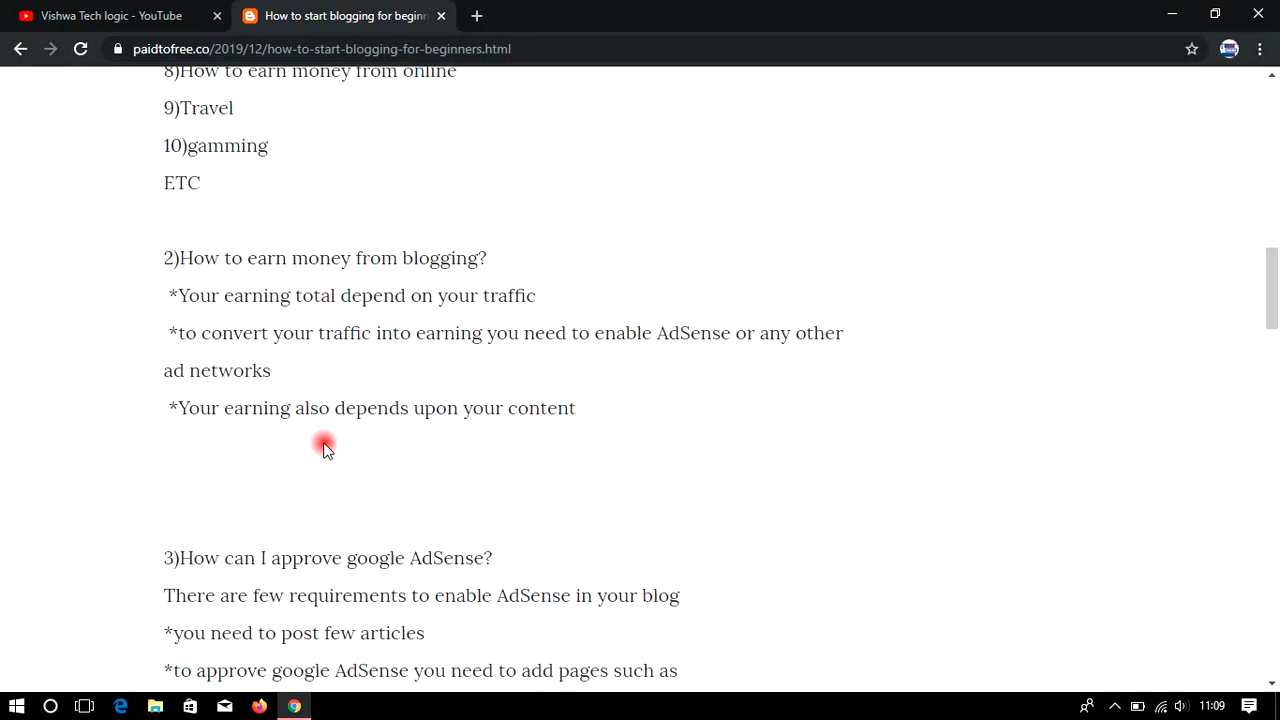 Vishwa Tech logic - YouTube
How to start blogging for beginn
paidtofree.co/2019/12/how-to-start-blogging-for-beginners.html
8)How to earn money from online
9)Travel
10)gamming
ETC
2)How to earn money from blogging?
*Your earning total depend on your traffic
*to convert your traffic into earning you need to enable AdSense or any other
ad networks
*Your earning also depends upon your content
3)How can I approve google AdSense?
There are few requirements to enable AdSense in your blog
*you need to post few articles
*to approve google AdSense you need to add pages such as
11:09